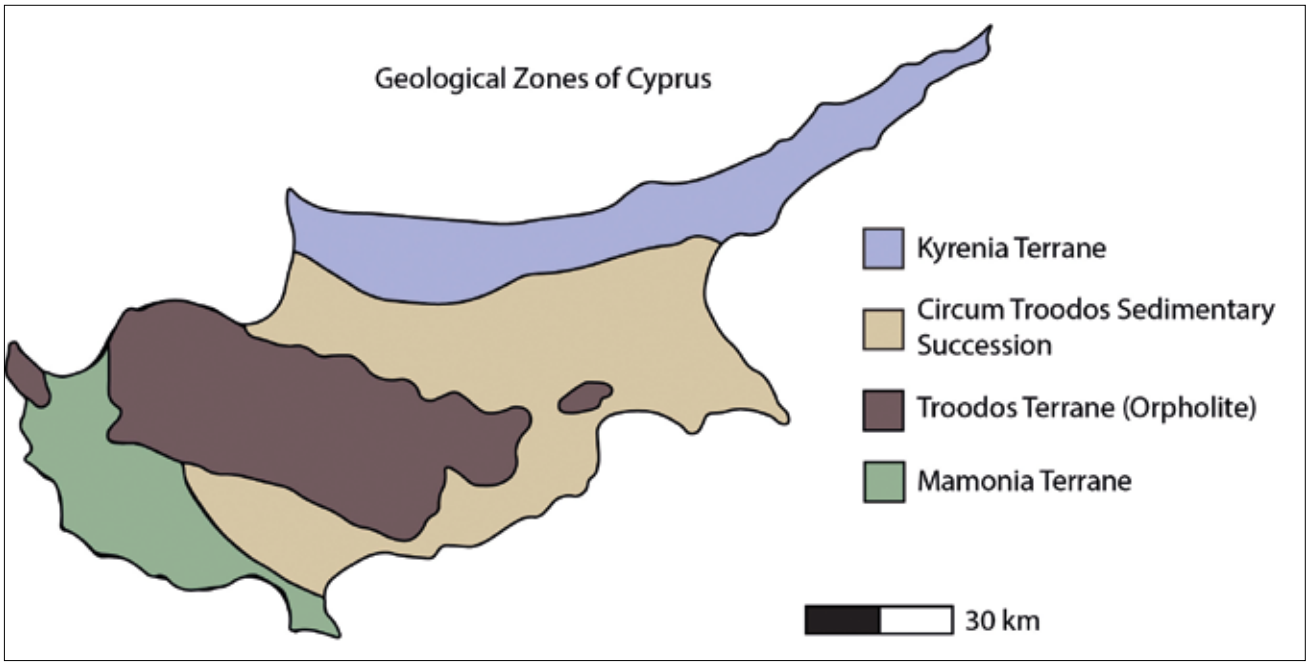 Geological Zones of Cyprus
Kyrenia Terrane
Circum Troodos Sedimentary
Succession
Troodos Terrane (Orpholite)
Mamonia Terrane
30 km